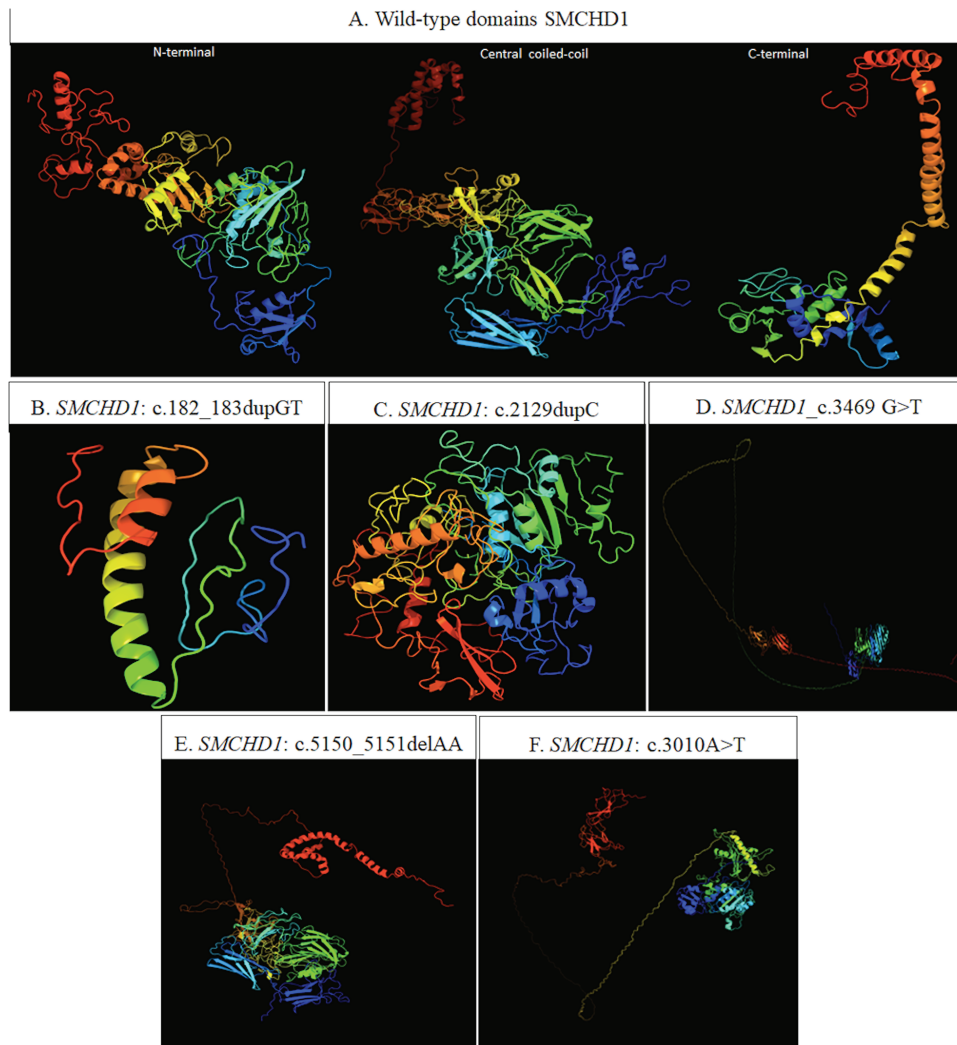 A. Wild-type domains SMCHD1
N-terminal
Central coiled-coil
C-terminal
B. SMCHD1: c.182_183dupGT
C. SMCHD1: c.2129dupC
D. SMCHD1_c.3469 G>T
E. SMCHD1: c.5150_5151delAA
F. SMCHD1: c.3010A>T